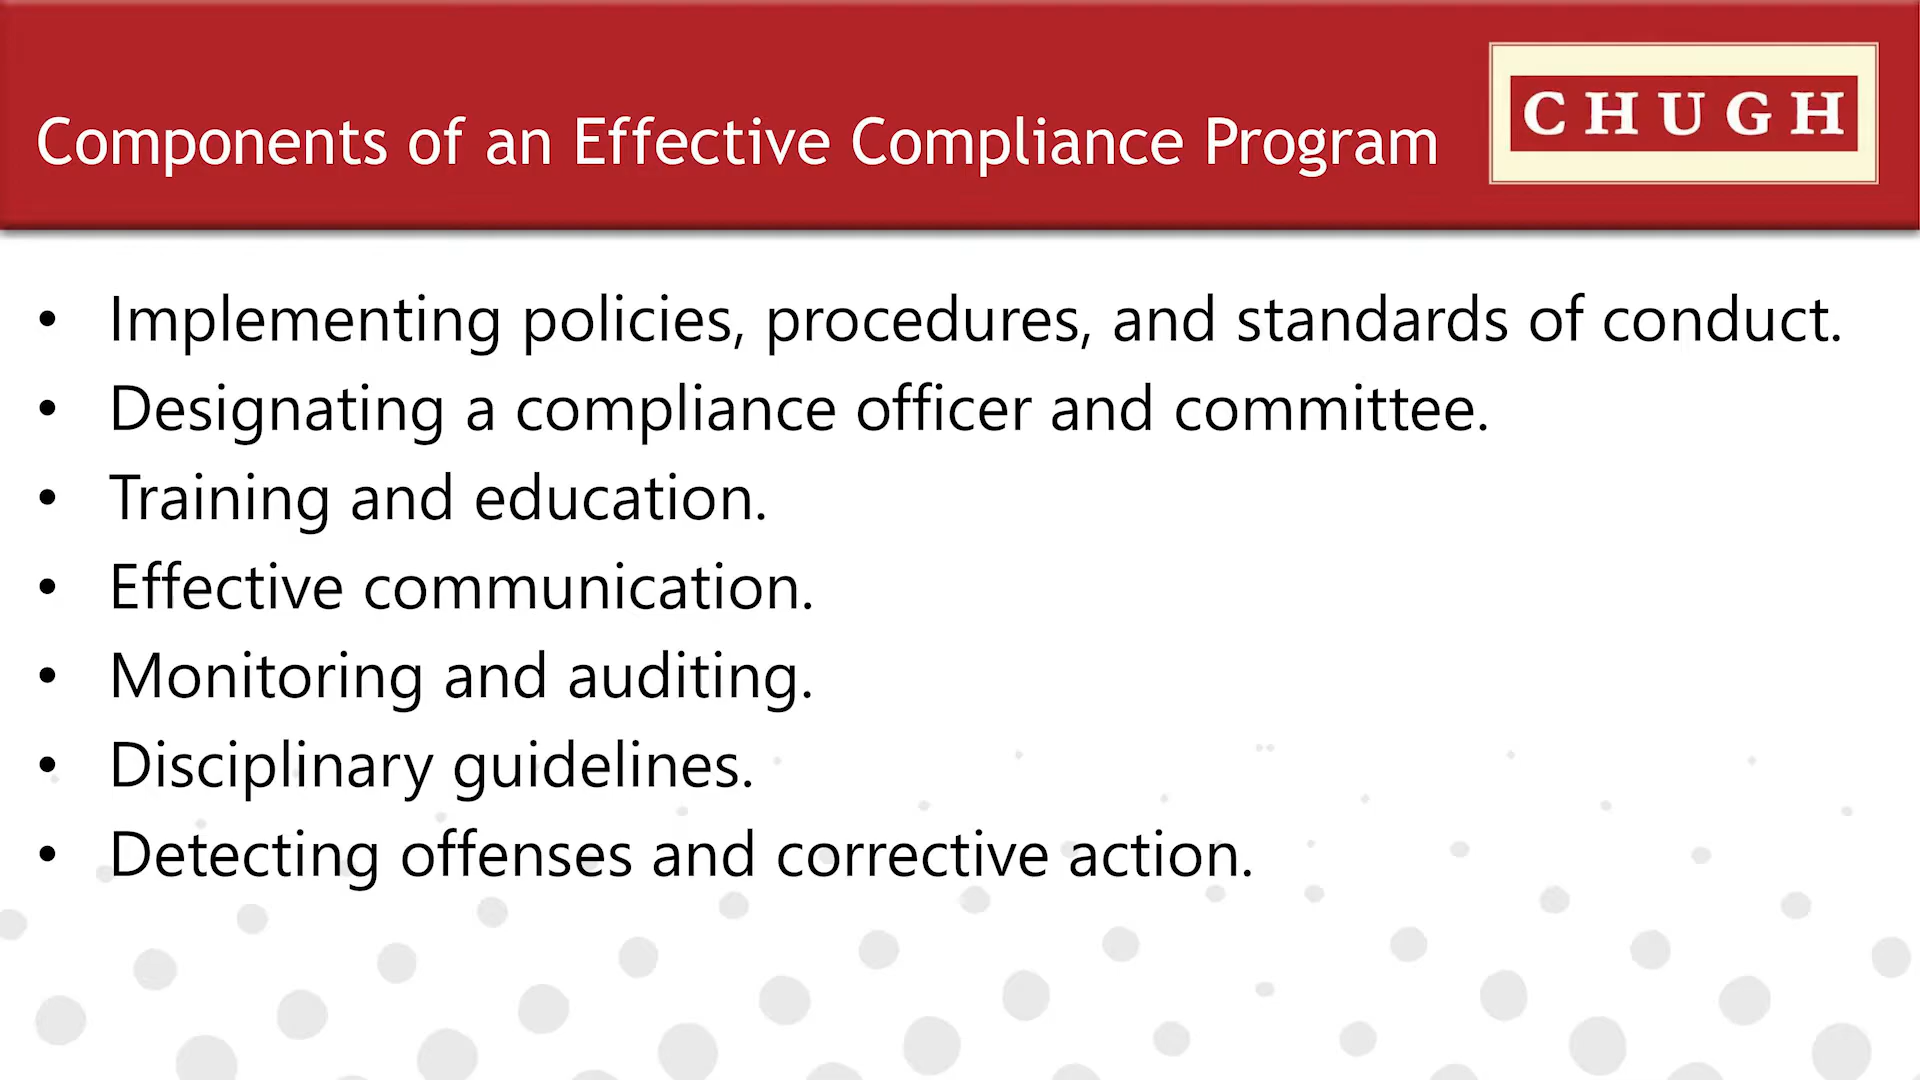 Components of an Effective Compliance Program
CHUGH
• Implementing policies, procedures, and standards of conduct.
• Designating a compliance officer and committee.
• Training and education.
• Effective communication.
• Monitoring and auditing.
• Disciplinary guidelines.
• Detecting offenses and corrective action.